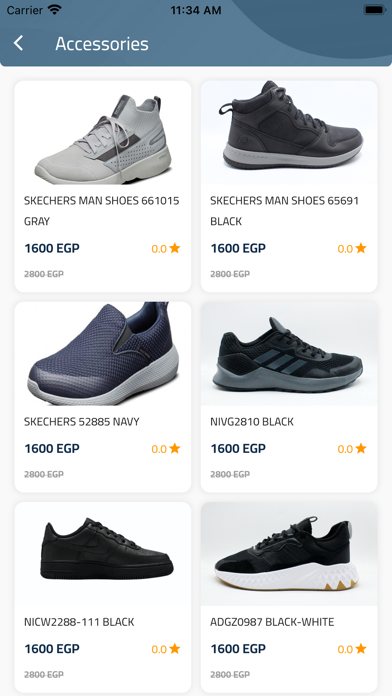 Carrier 11:34 AM
Accessories
SKECHERS MAN SHOES 661015
GRAY
1600 EGP 0.0
2800 EGP
SKECHERS MAN SHOES 65691
BLACK
1600 EGP 0.0
2800 EGP
SKECHERS 52885 NAVY
1600 EGP 0.0
2800 EGP
NIVG2810 BLACK
1600 EGP 0.0
2800 EGP
NICW2288-111 BLACK
1600 EGP 0.0
2800 EGP
ADGZ0987 BLACK-WHITE
1600 EGP 0.0
2800 EGP